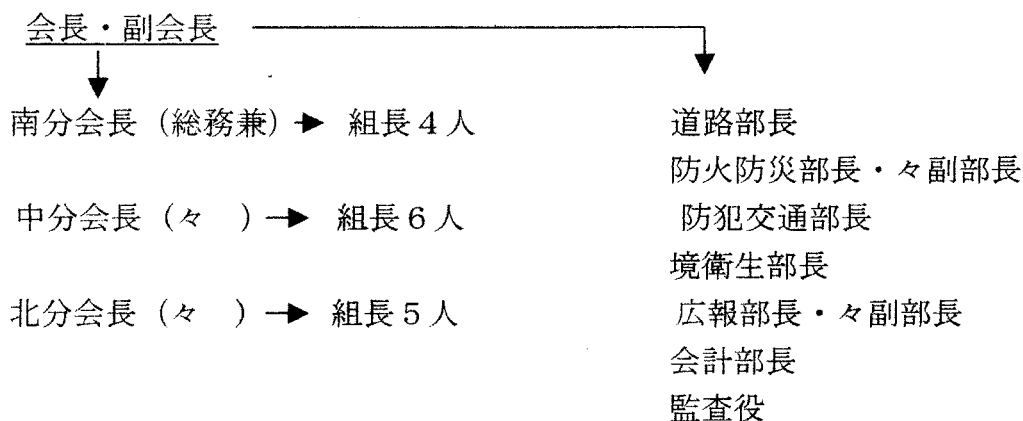 会長・副会長
南分会長（総務兼）→ 組長４人
中分会長（々　）→ 組長６人
北分会長（々　）→ 組長５人
道路部長
防火防災部長・々副部長
防犯交通部長
境衛生部長
広報部長・々副部長
会計部長
監査役